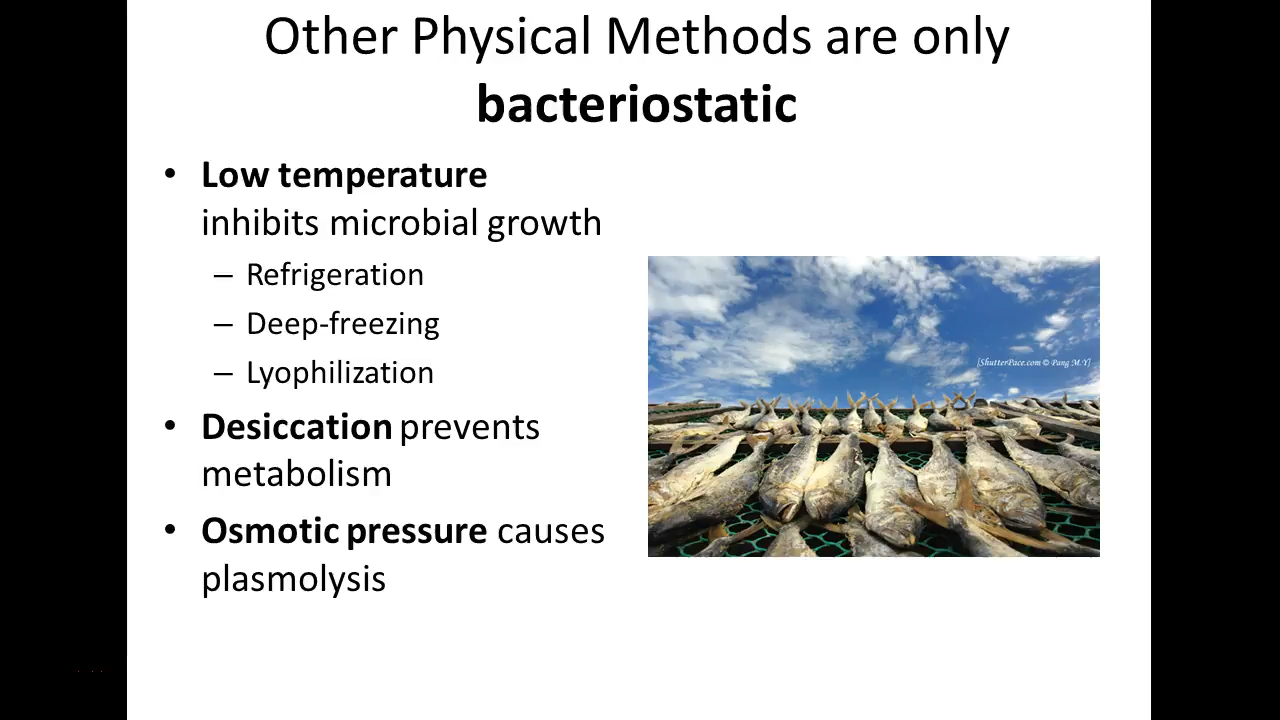 Other Physical Methods are only
bacteriostatic
• Low temperature
inhibits microbial growth
– Refrigeration
– Deep-freezing
– Lyophilization
• Desiccation prevents
metabolism
• Osmotic pressure causes
plasmolysis
[ShutterPace.com © Pang M.Y]